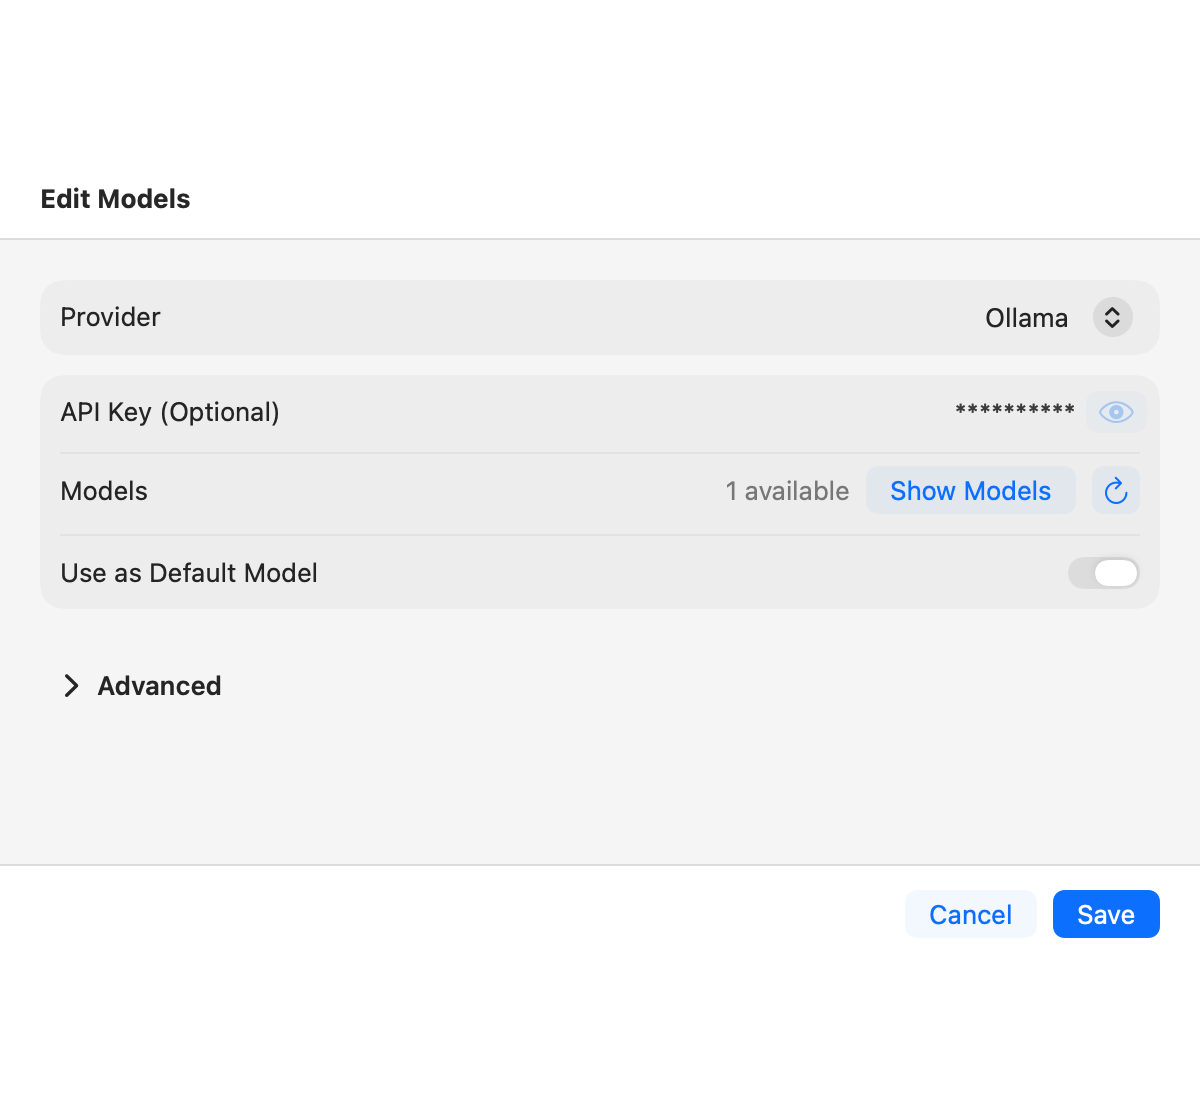 Edit Models
Provider Ollama
API Key (Optional) **********
Models 1 available Show Models
Use as Default Model
Advanced
Cancel Save